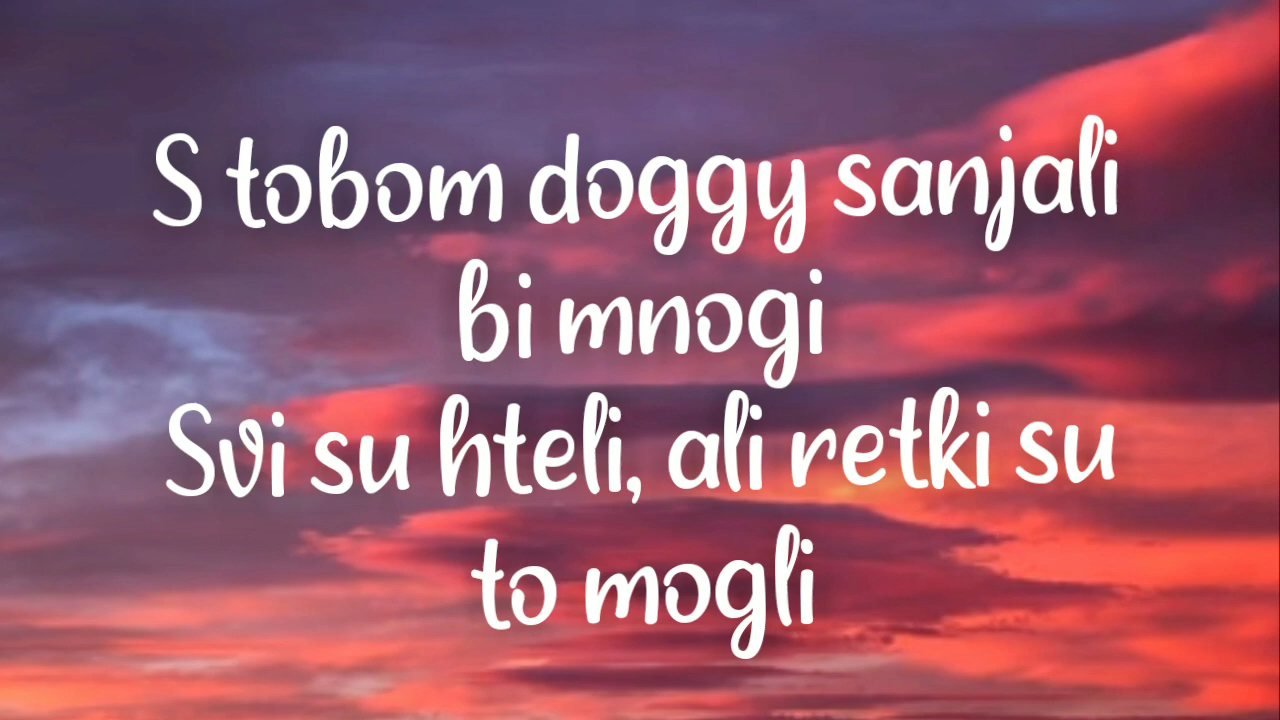 S tobom doggy sanjali
bi mnogi
Svi su hteli, ali retki su
to mogli